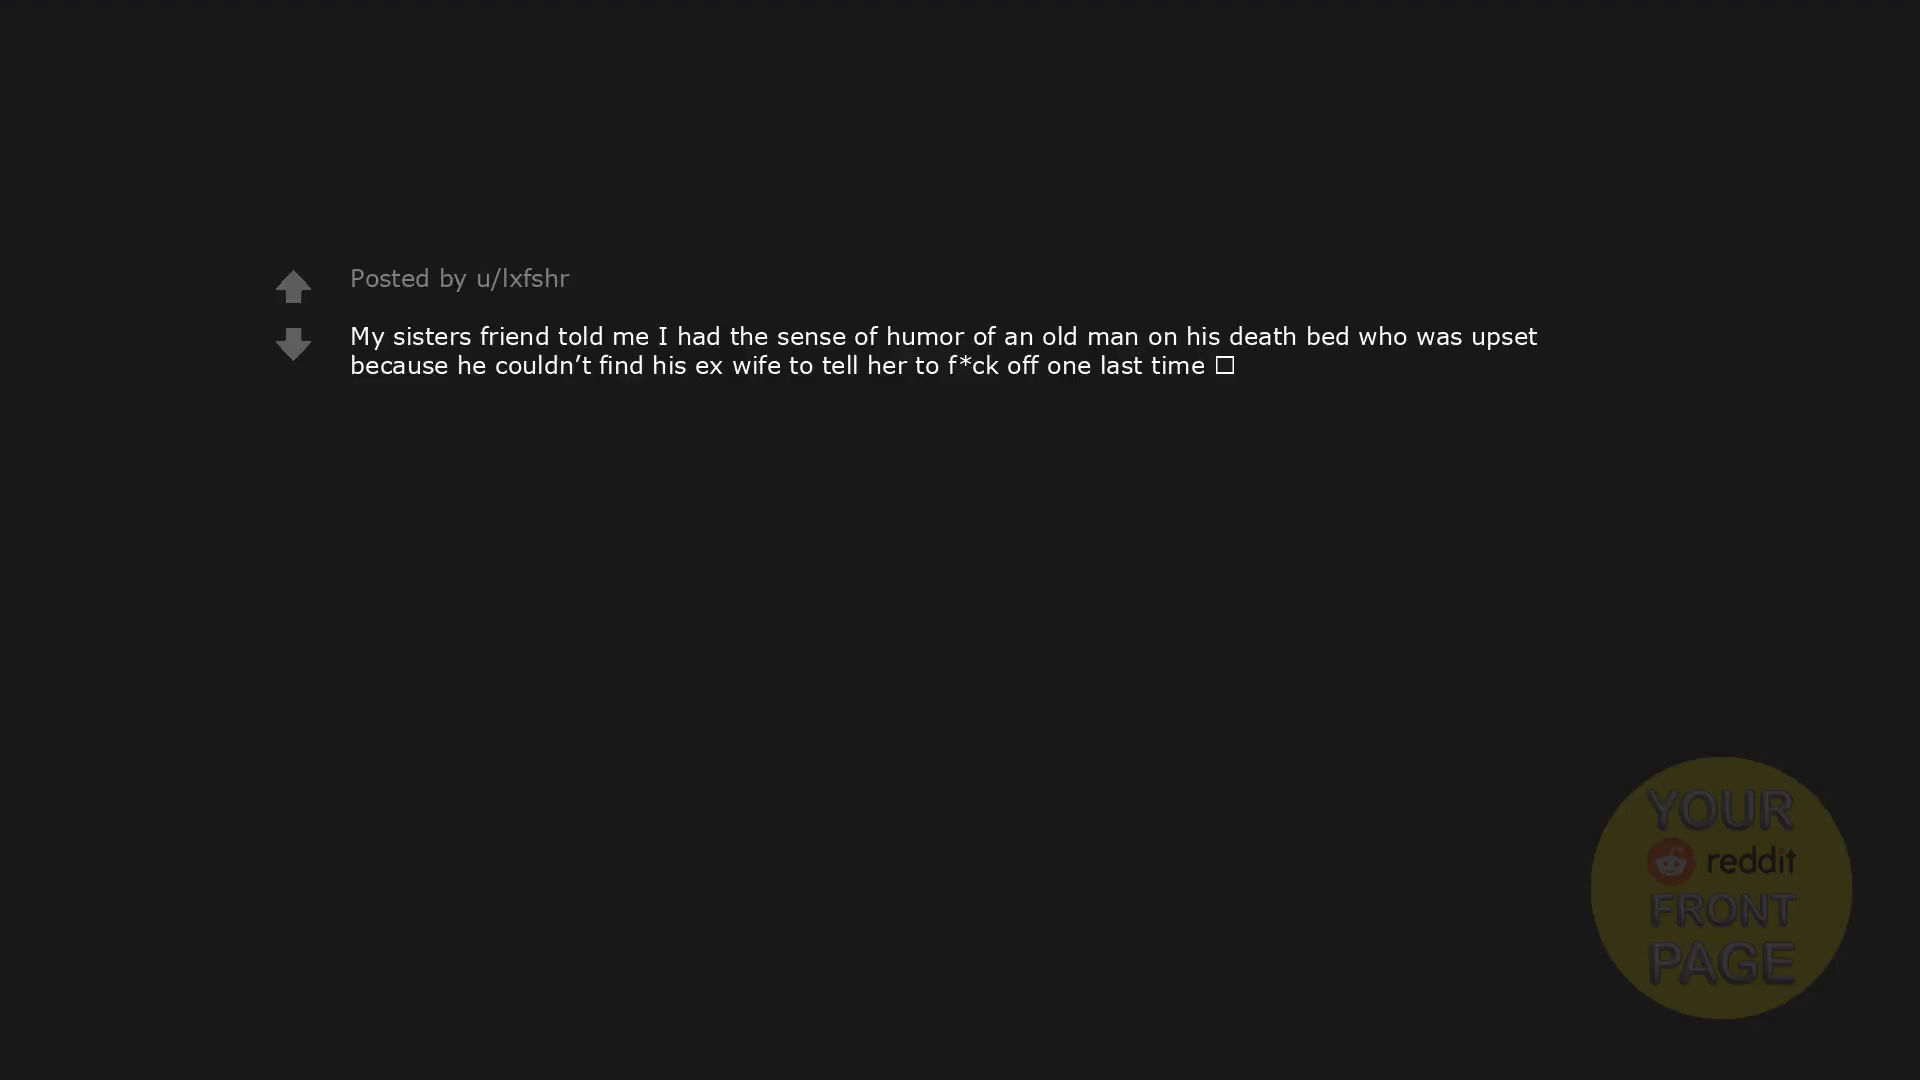 Posted by u/lxfshr
My sisters friend told me I had the sense of humor of an old man on his death bed who was upset
because he couldn’t find his ex wife to tell her to f*ck off one last time □
YOUR
reddit
FRONT
PAGE